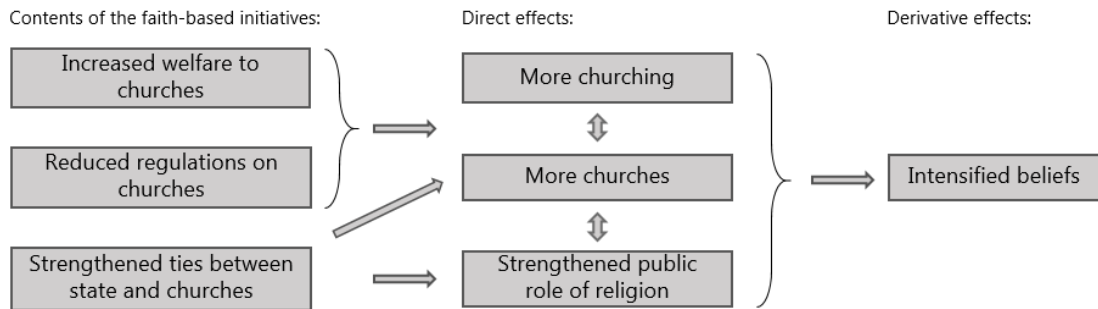 Contents of the faith-based initiatives:
Direct effects:
Derivative effects:
Increased welfare to
churches
More churching
Reduced regulations on
churches
More churches
Intensified beliefs
Strengthened ties between
state and churches
Strengthened public
role of religion